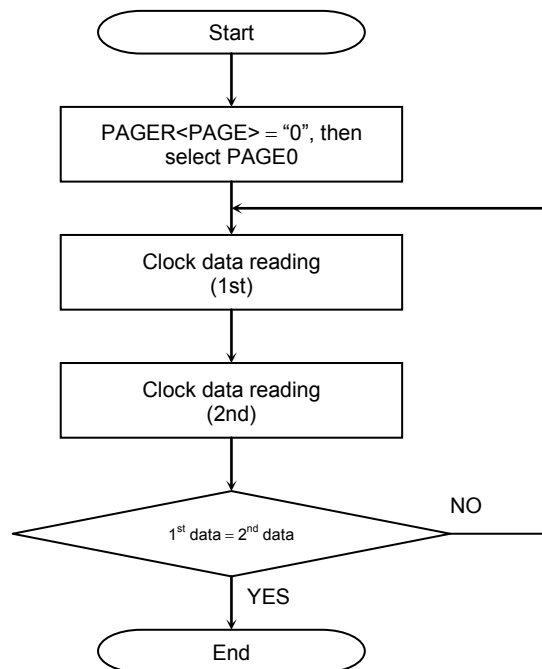 Start
PAGER<PAGE> = “0”, then
select PAGE0
Clock data reading
(1st)
Clock data reading
(2nd)
1st data = 2nd data
NO
YES
End